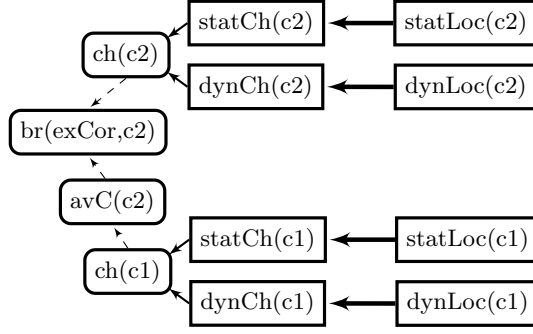 statCh(c2) statLoc(c2)
ch(c2)
dynCh(c2) dynLoc(c2)
br(exCor,c2)
avC(c2)
statCh(c1) statLoc(c1)
ch(c1)
dynCh(c1) dynLoc(c1)